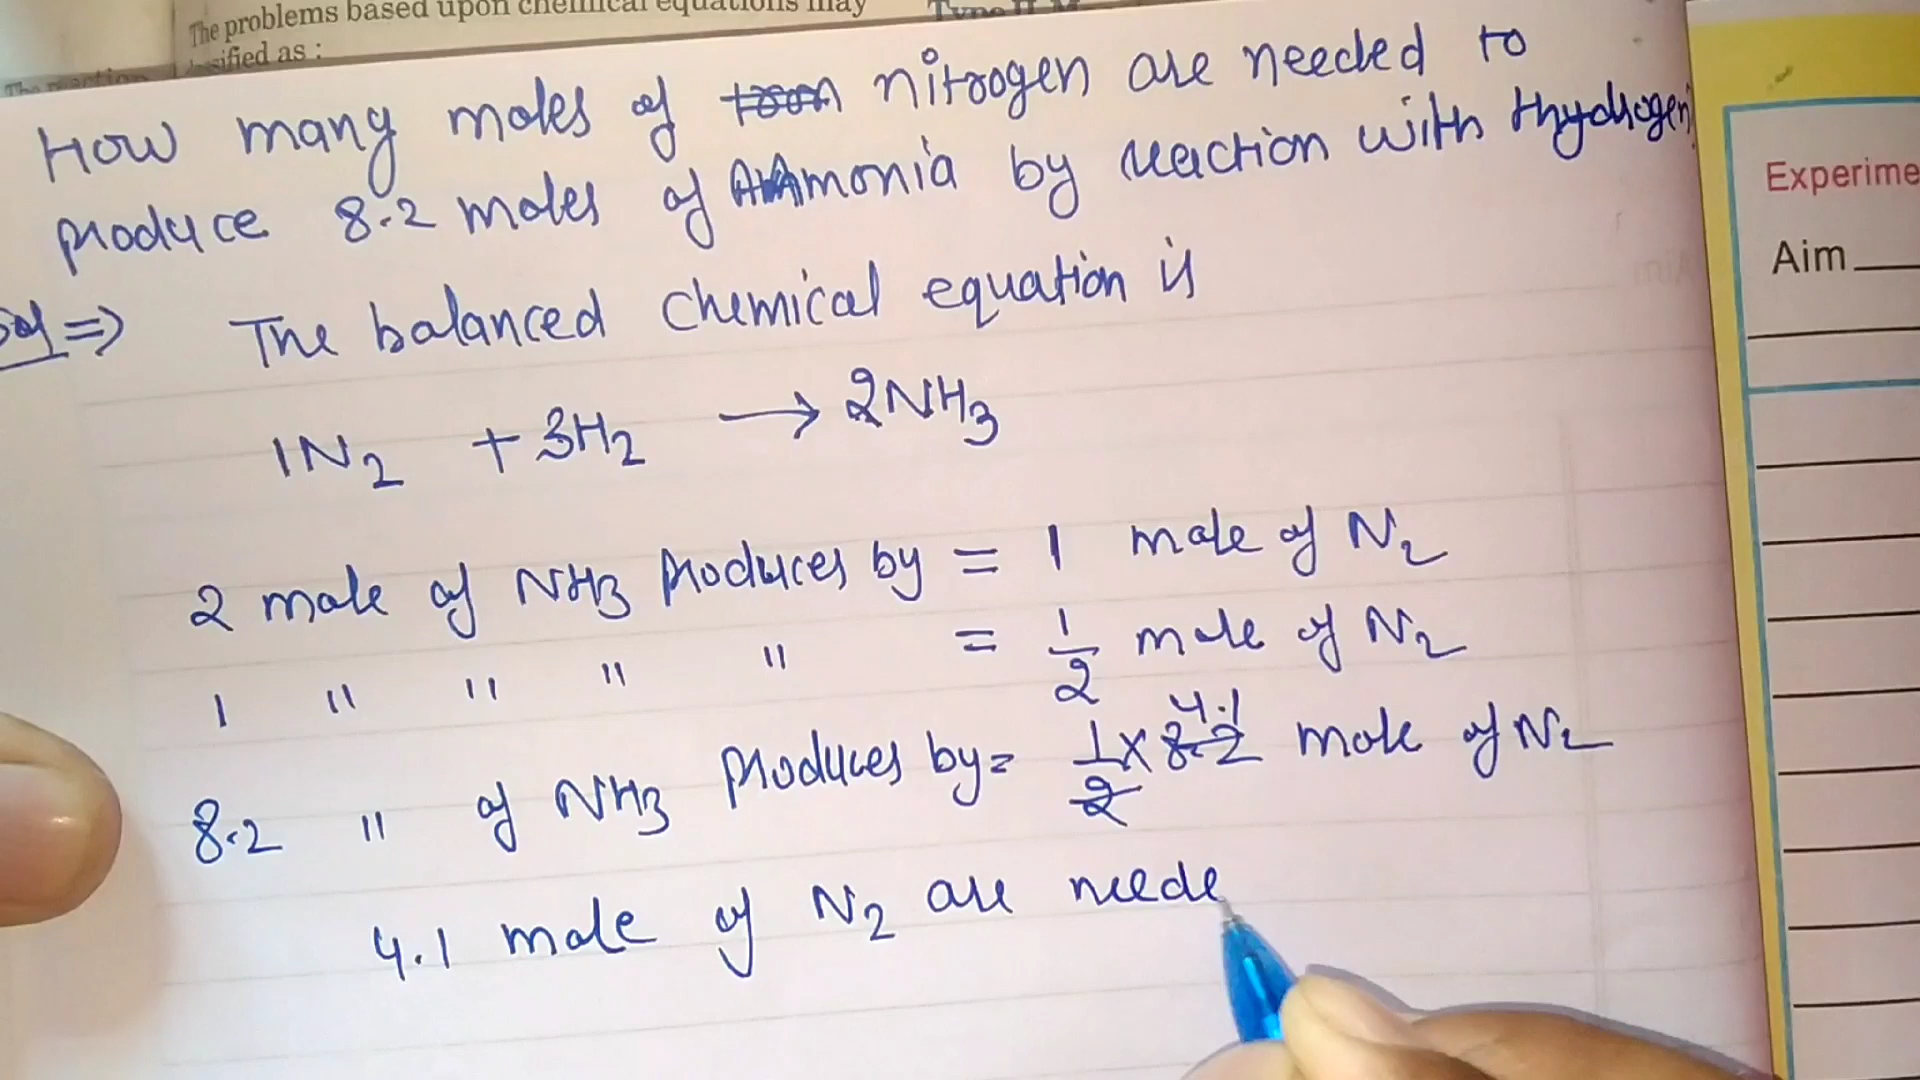 The problems based upon chemical equations may
sified as :
How many moles of nitrogen are needed to
produce 8.2 moles of Ammonia by reaction with Hydrogen
Sol => The balanced chemical equation is
1N2 + 3H2 → 2NH3
2 mole of NH3 produces by = 1 mole of N2
1 " " " " = 1/2 mole of N2
8.2 " of NH3 produces by = 1/2 × 8.2 4.1 mole of N2
4.1 mole of N2 are neede
Experime
Aim